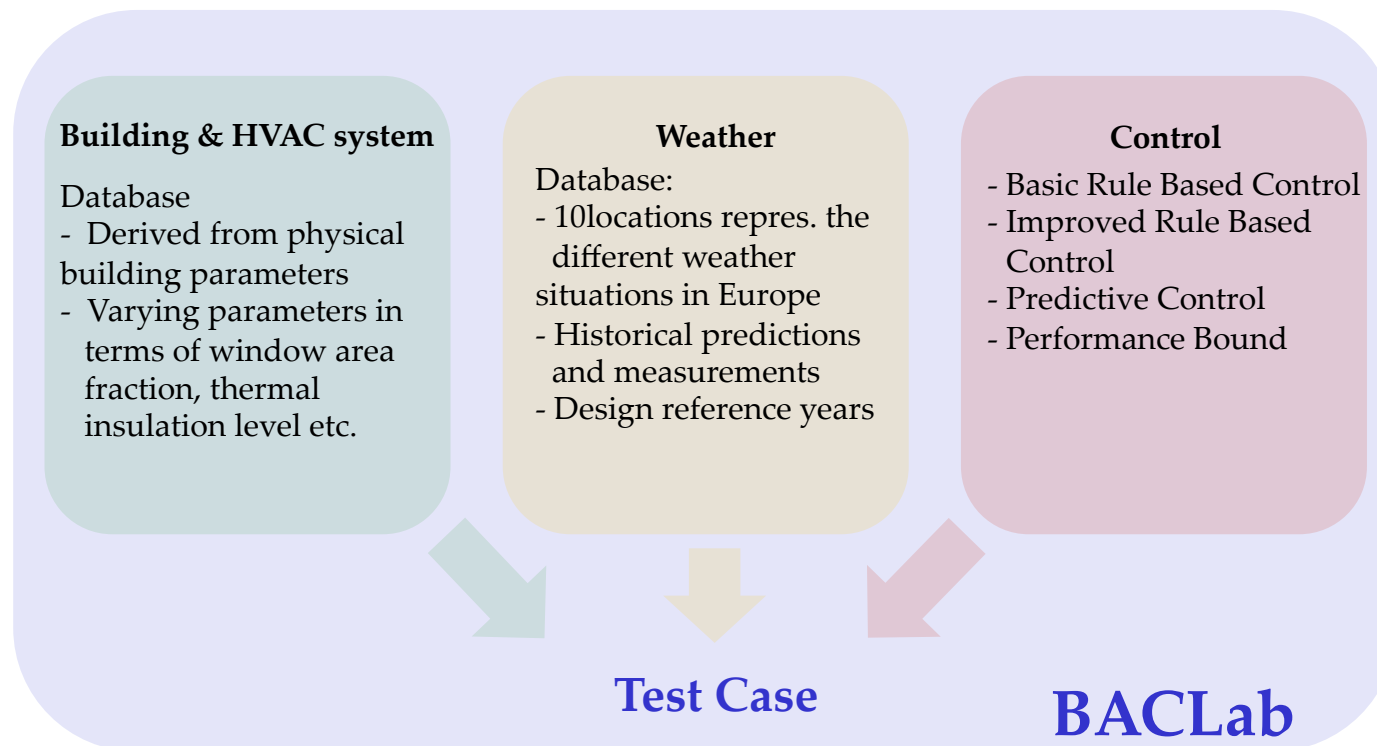 Building & HVAC system
Database
- Derived from physical
building parameters
- Varying parameters in
terms of window area
fraction, thermal
insulation level etc.
Weather
Database:
- 10locations repres. the
different weather
situations in Europe
- Historical predictions
and measurements
- Design reference years
Control
- Basic Rule Based Control
- Improved Rule Based
Control
- Predictive Control
- Performance Bound
Test Case
BACLab